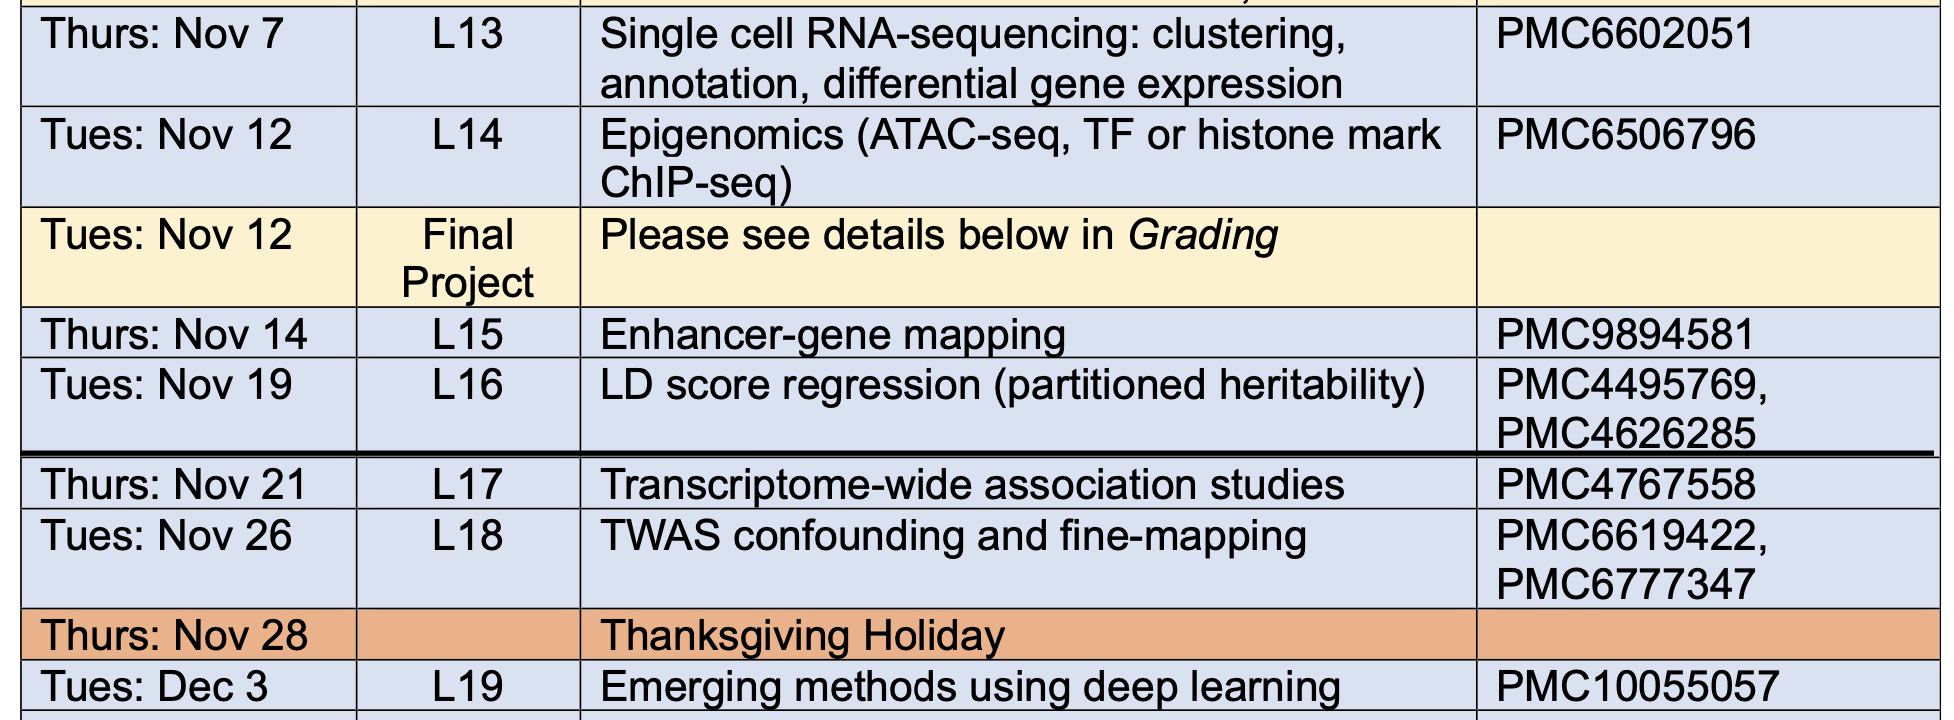 Thurs: Nov 7 L13 Single cell RNA-sequencing: clustering, PMC6602051
annotation, differential gene expression
Tues: Nov 12 L14 Epigenomics (ATAC-seq, TF or histone mark PMC6506796
ChIP-seq)
Tues: Nov 12 Final Please see details below in Grading
Project
Thurs: Nov 14 L15 Enhancer-gene mapping PMC9894581
Tues: Nov 19 L16 LD score regression (partitioned heritability) PMC4495769,
PMC4626285
Thurs: Nov 21 L17 Transcriptome-wide association studies PMC4767558
Tues: Nov 26 L18 TWAS confounding and fine-mapping PMC6619422,
PMC6777347
Thurs: Nov 28 Thanksgiving Holiday
Tues: Dec 3 L19 Emerging methods using deep learning PMC10055057